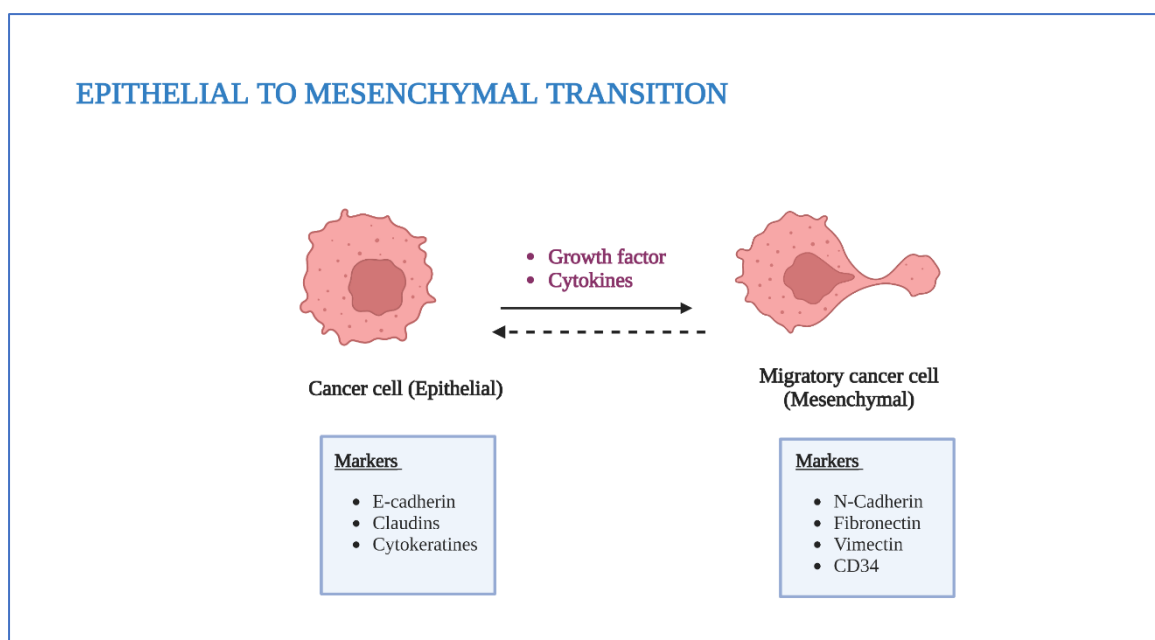 EPITHELIAL TO MESENCHYMAL TRANSITION
• Growth factor
• Cytokines
Cancer cell (Epithelial)
Migratory cancer cell
(Mesenchymal)
Markers
• E-cadherin
• Claudins
• Cytokeratines
Markers
• N-Cadherin
• Fibronectin
• Vimectin
• CD34